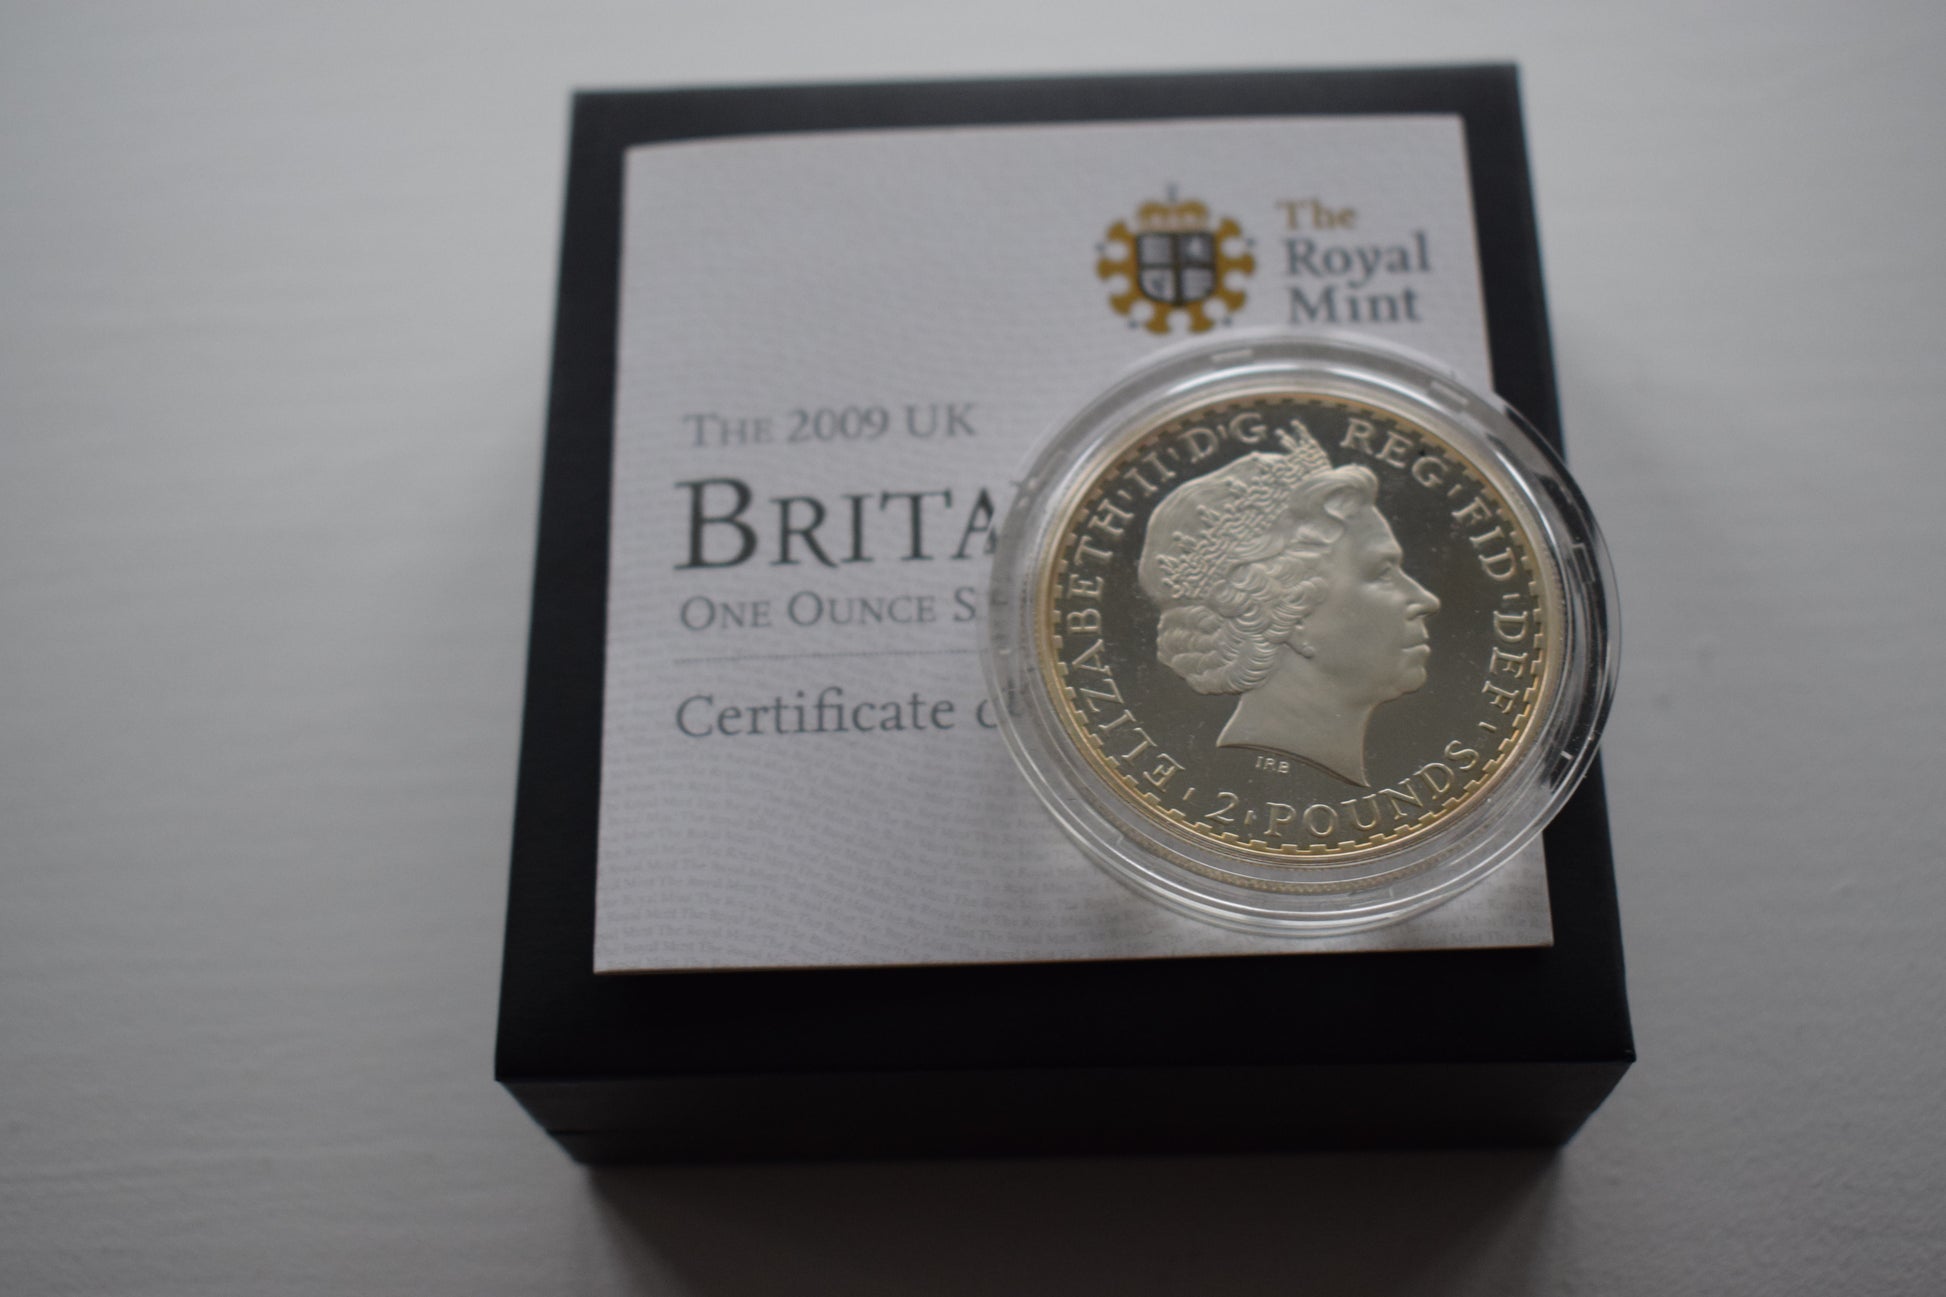 The
Royal
Mint
THE 2009 UK
BRITA
ONE OUNCE S
Certificate o
ELIZABETH·II·D·G REG·FID·DEF·2·POUNDS
IRB